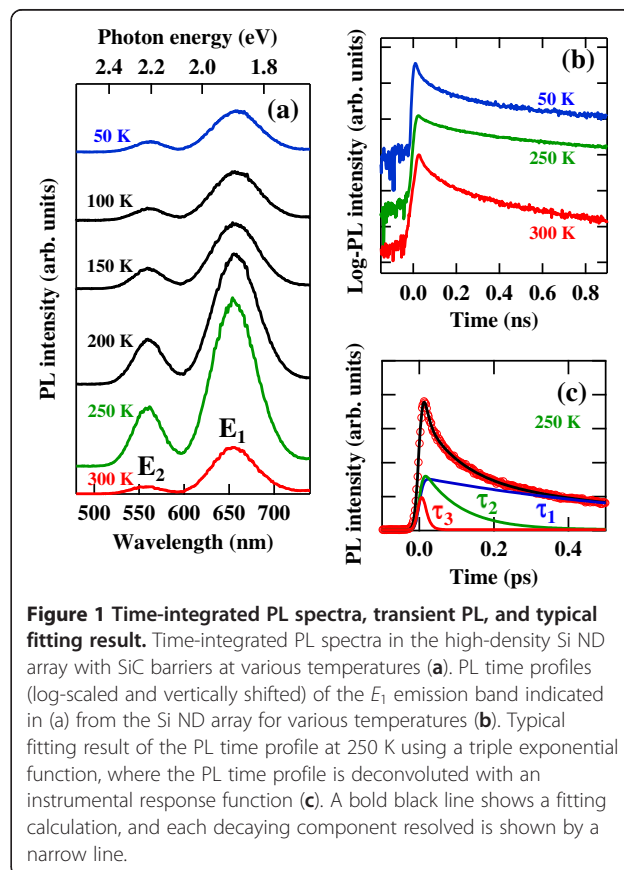 Photon energy (eV)
2.4 2.2 2.0 1.8
(a)
50 K
100 K
150 K
200 K
250 K
300 K
E2
E1
PL intensity (arb. units)
500 550 600 650 700
Wavelength (nm)
(b)
50 K
250 K
300 K
Log-PL intensity (arb. units)
0.0 0.2 0.4 0.6 0.8
Time (ns)
(c)
250 K
τ3 τ2 τ1
PL intensity (arb. units)
0.0 0.2 0.4
Time (ps)
Figure 1 Time-integrated PL spectra, transient PL, and typical
fitting result. Time-integrated PL spectra in the high-density Si ND
array with SiC barriers at various temperatures (a). PL time profiles
(log-scaled and vertically shifted) of the E1 emission band indicated
in (a) from the Si ND array for various temperatures (b). Typical
fitting result of the PL time profile at 250 K using a triple exponential
function, where the PL time profile is deconvoluted with an
instrumental response function (c). A bold black line shows a fitting
calculation, and each decaying component resolved is shown by a
narrow line.